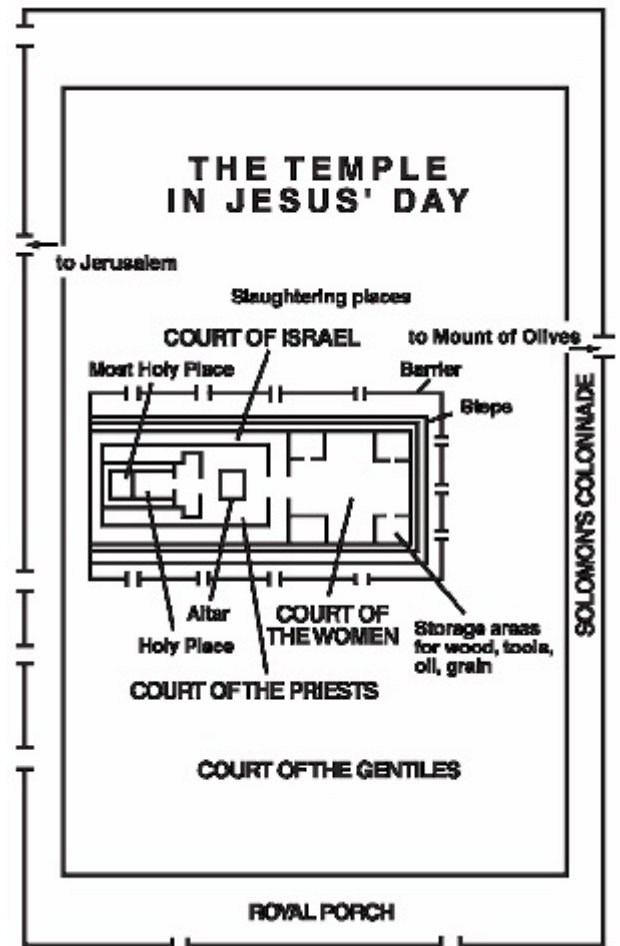 THE TEMPLE
IN JESUS' DAY
to Jerusalem
Slaughtering places
COURT OF ISRAEL
to Mount of Olives
Most Holy Place
Barrier
Steps
SOLOMON'S COLONNADE
Altar
Holy Place
COURT OF
THE WOMEN
Storage areas
for wood, tools,
oil, grain
COURT OF THE PRIESTS
COURT OF THE GENTILES
ROYAL PORCH